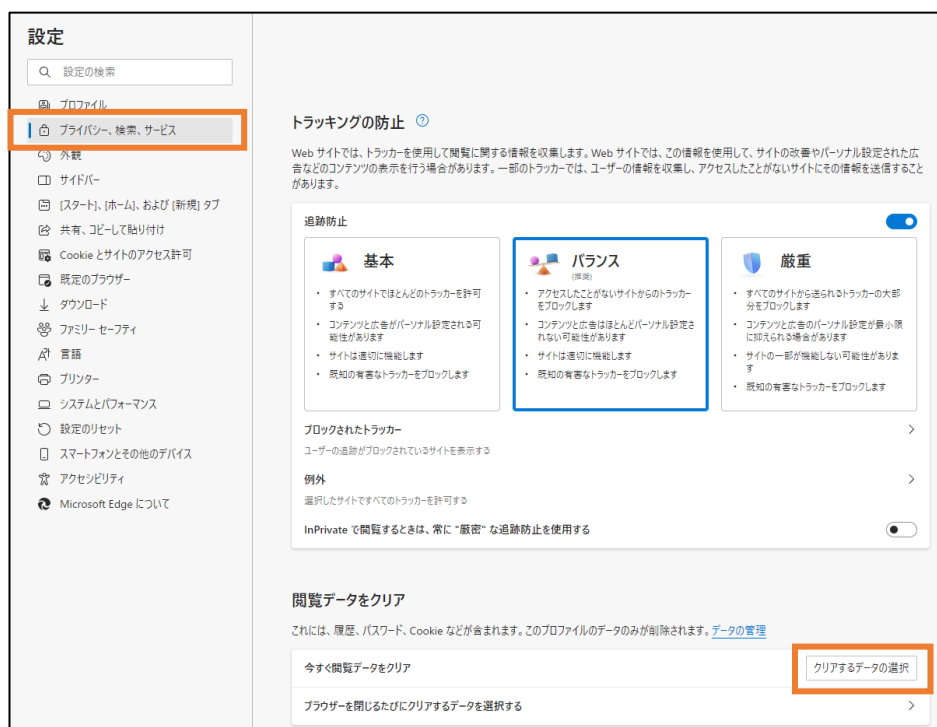 設定
設定の検索
プロファイル
プライバシー、検索、サービス
外観
サイドバー
[スタート]、[ホーム]、および [新規] タブ
共有、コピーして貼り付け
Cookie とサイトのアクセス許可
既定のブラウザー
ダウンロード
ファミリー セーフティ
言語
プリンター
システムとパフォーマンス
設定のリセット
スマートフォンとその他のデバイス
アクセシビリティ
Microsoft Edge について
トラッキングの防止
Web サイトでは、トラッカーを使用して閲覧に関する情報を収集します。Web サイトでは、この情報を使用して、サイトの改善やパーソナル設定された広
告などのコンテンツの表示を行う場合があります。一部のトラッカーでは、ユーザーの情報を収集し、アクセスしたことがないサイトにその情報を送信すること
があります。
追跡防止
基本
すべてのサイトでほとんどのトラッカーを許可
する
コンテンツと広告がパーソナル設定される可
能性があります
サイトは適切に機能します
既知の有害なトラッカーをブロックします
バランス
(推奨)
アクセスしたことがないサイトからのトラッカー
をブロックします
コンテンツと広告はほとんどパーソナル設定さ
れない可能性があります
サイトは適切に機能します
既知の有害なトラッカーをブロックします
厳重
すべてのサイトから送られるトラッカーの大部
分をブロックします
コンテンツと広告のパーソナル設定が最小限
に抑えられる場合があります
サイトの一部が機能しない可能性がありま
す
既知の有害なトラッカーをブロックします
ブロックされたトラッカー
ユーザーの追跡がブロックされているサイトを表示する
例外
選択したサイトですべてのトラッカーを許可する
InPrivate で閲覧するときは、常に "厳密" な追跡防止を使用する
閲覧データをクリア
これには、履歴、パスワード、Cookie などが含まれます。このプロファイルのデータのみが削除されます。データの管理
今すぐ閲覧データをクリア
クリアするデータの選択
ブラウザーを閉じるたびにクリアするデータを選択する